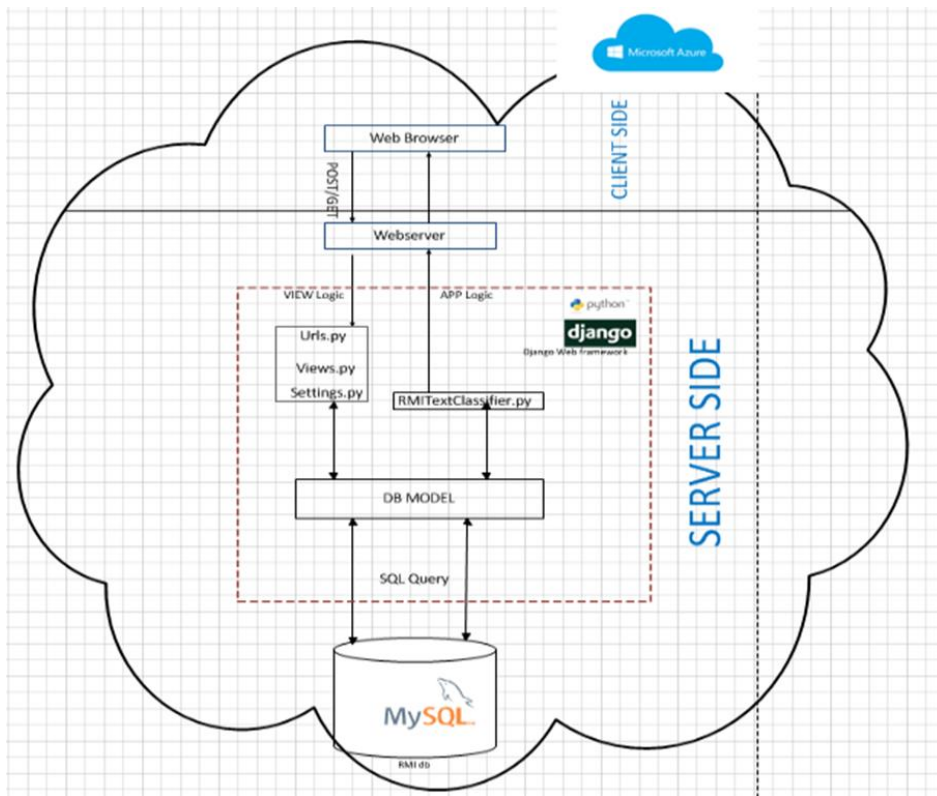 Microsoft Azure
CLIENT SIDE
Web Browser
POST/GET
Webserver
VIEW Logic
APP Logic
python
django
Django Web framework
Urls.py
Views.py
Settings.py
RMITextClassifier.py
SERVER SIDE
DB MODEL
SQL Query
MySQL
RMI db